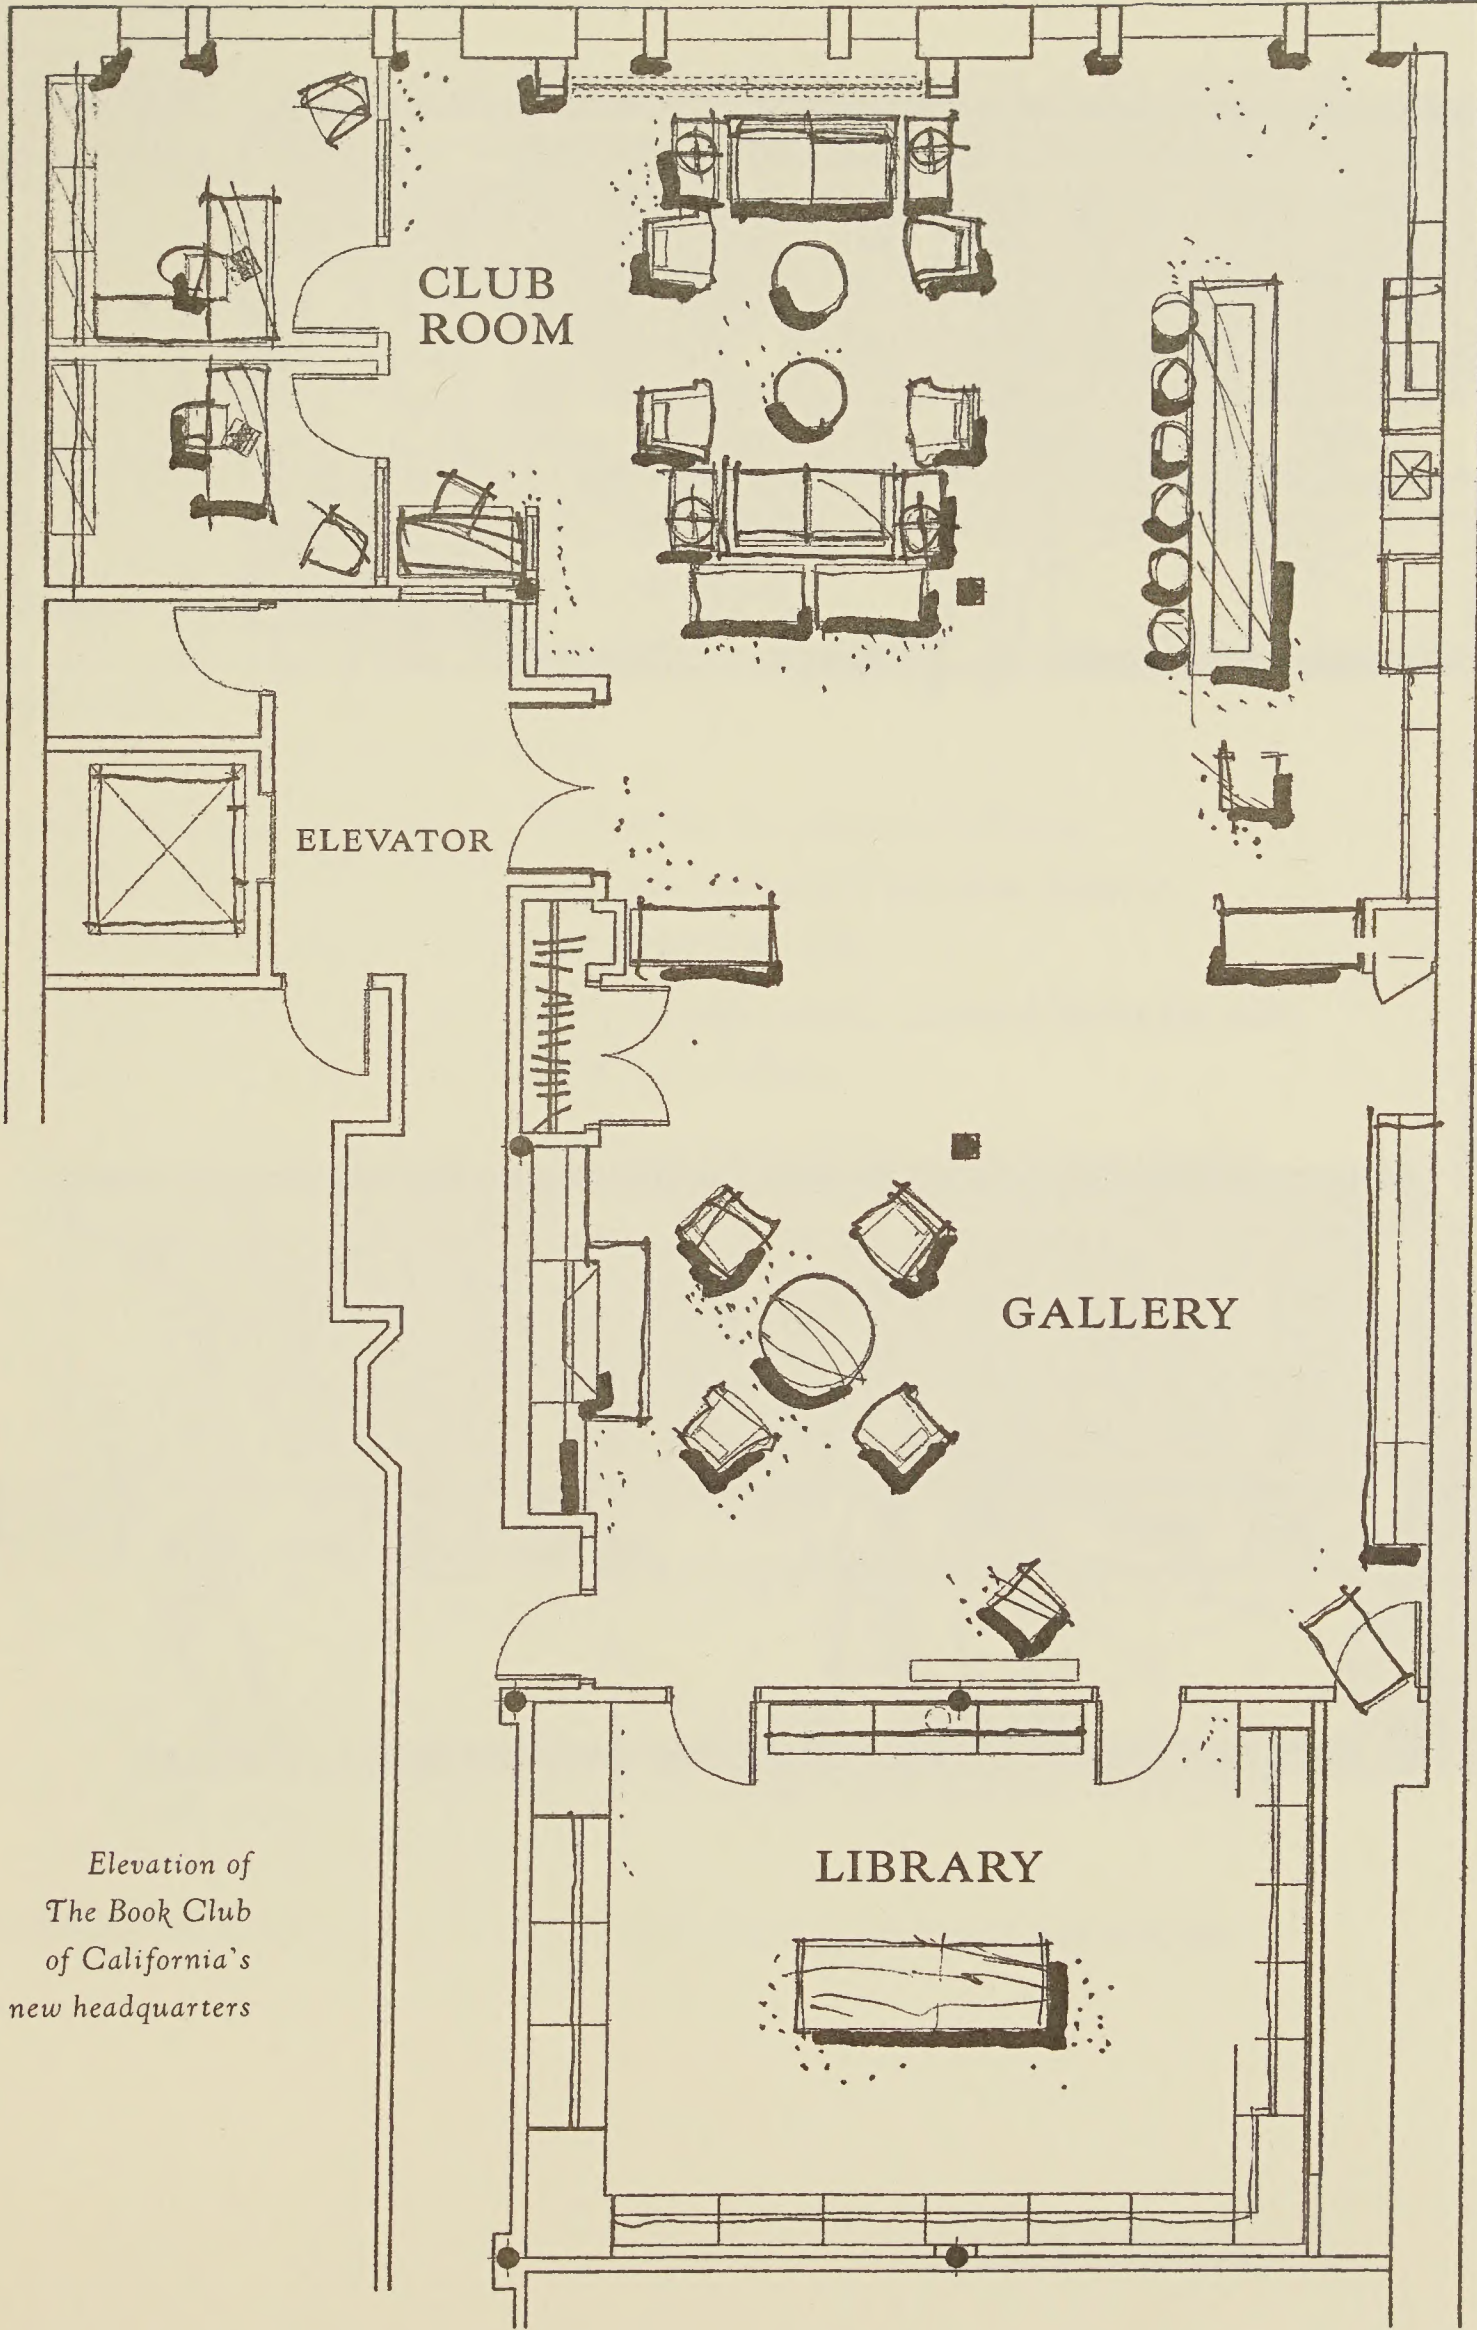 CLUB
ROOM
ELEVATOR
GALLERY
LIBRARY
Elevation of
The Book Club
of California's
new headquarters